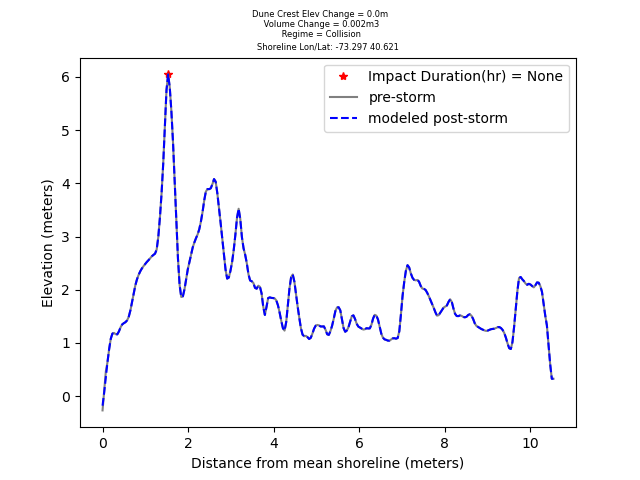 Dune Crest Elev Change = 0.0m
Volume Change = 0.002m3
Regime = Collision
Shoreline Lon/Lat: -73.297 40.621
Impact Duration(hr) = None
pre-storm
modeled post-storm
Elevation (meters)
6
5
4
3
2
1
0
0 2 4 6 8 10
Distance from mean shoreline (meters)